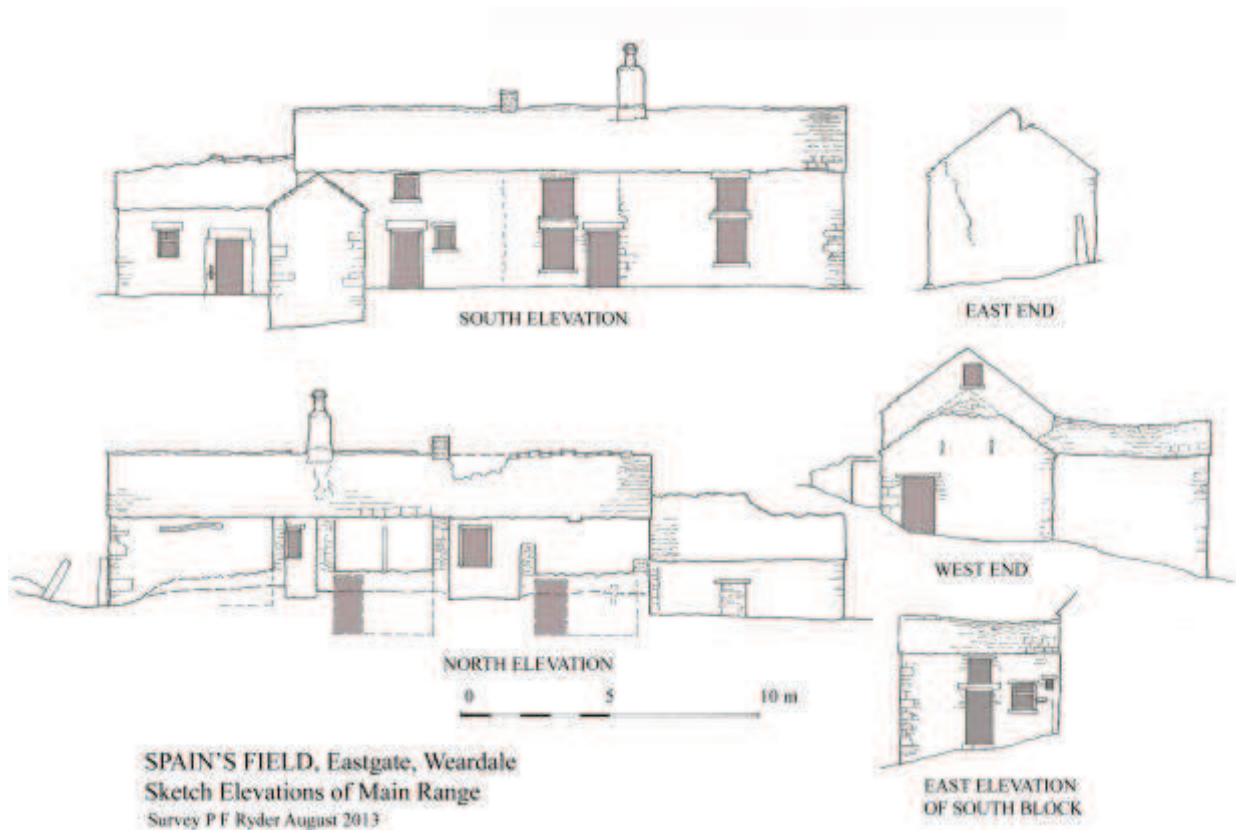 SOUTH ELEVATION
EAST END
WEST END
NORTH ELEVATION
0 5 10 m
EAST ELEVATION
OF SOUTH BLOCK
SPAIN'S FIELD, Eastgate, Weardale
Sketch Elevations of Main Range
Survey P F Ryder August 2013